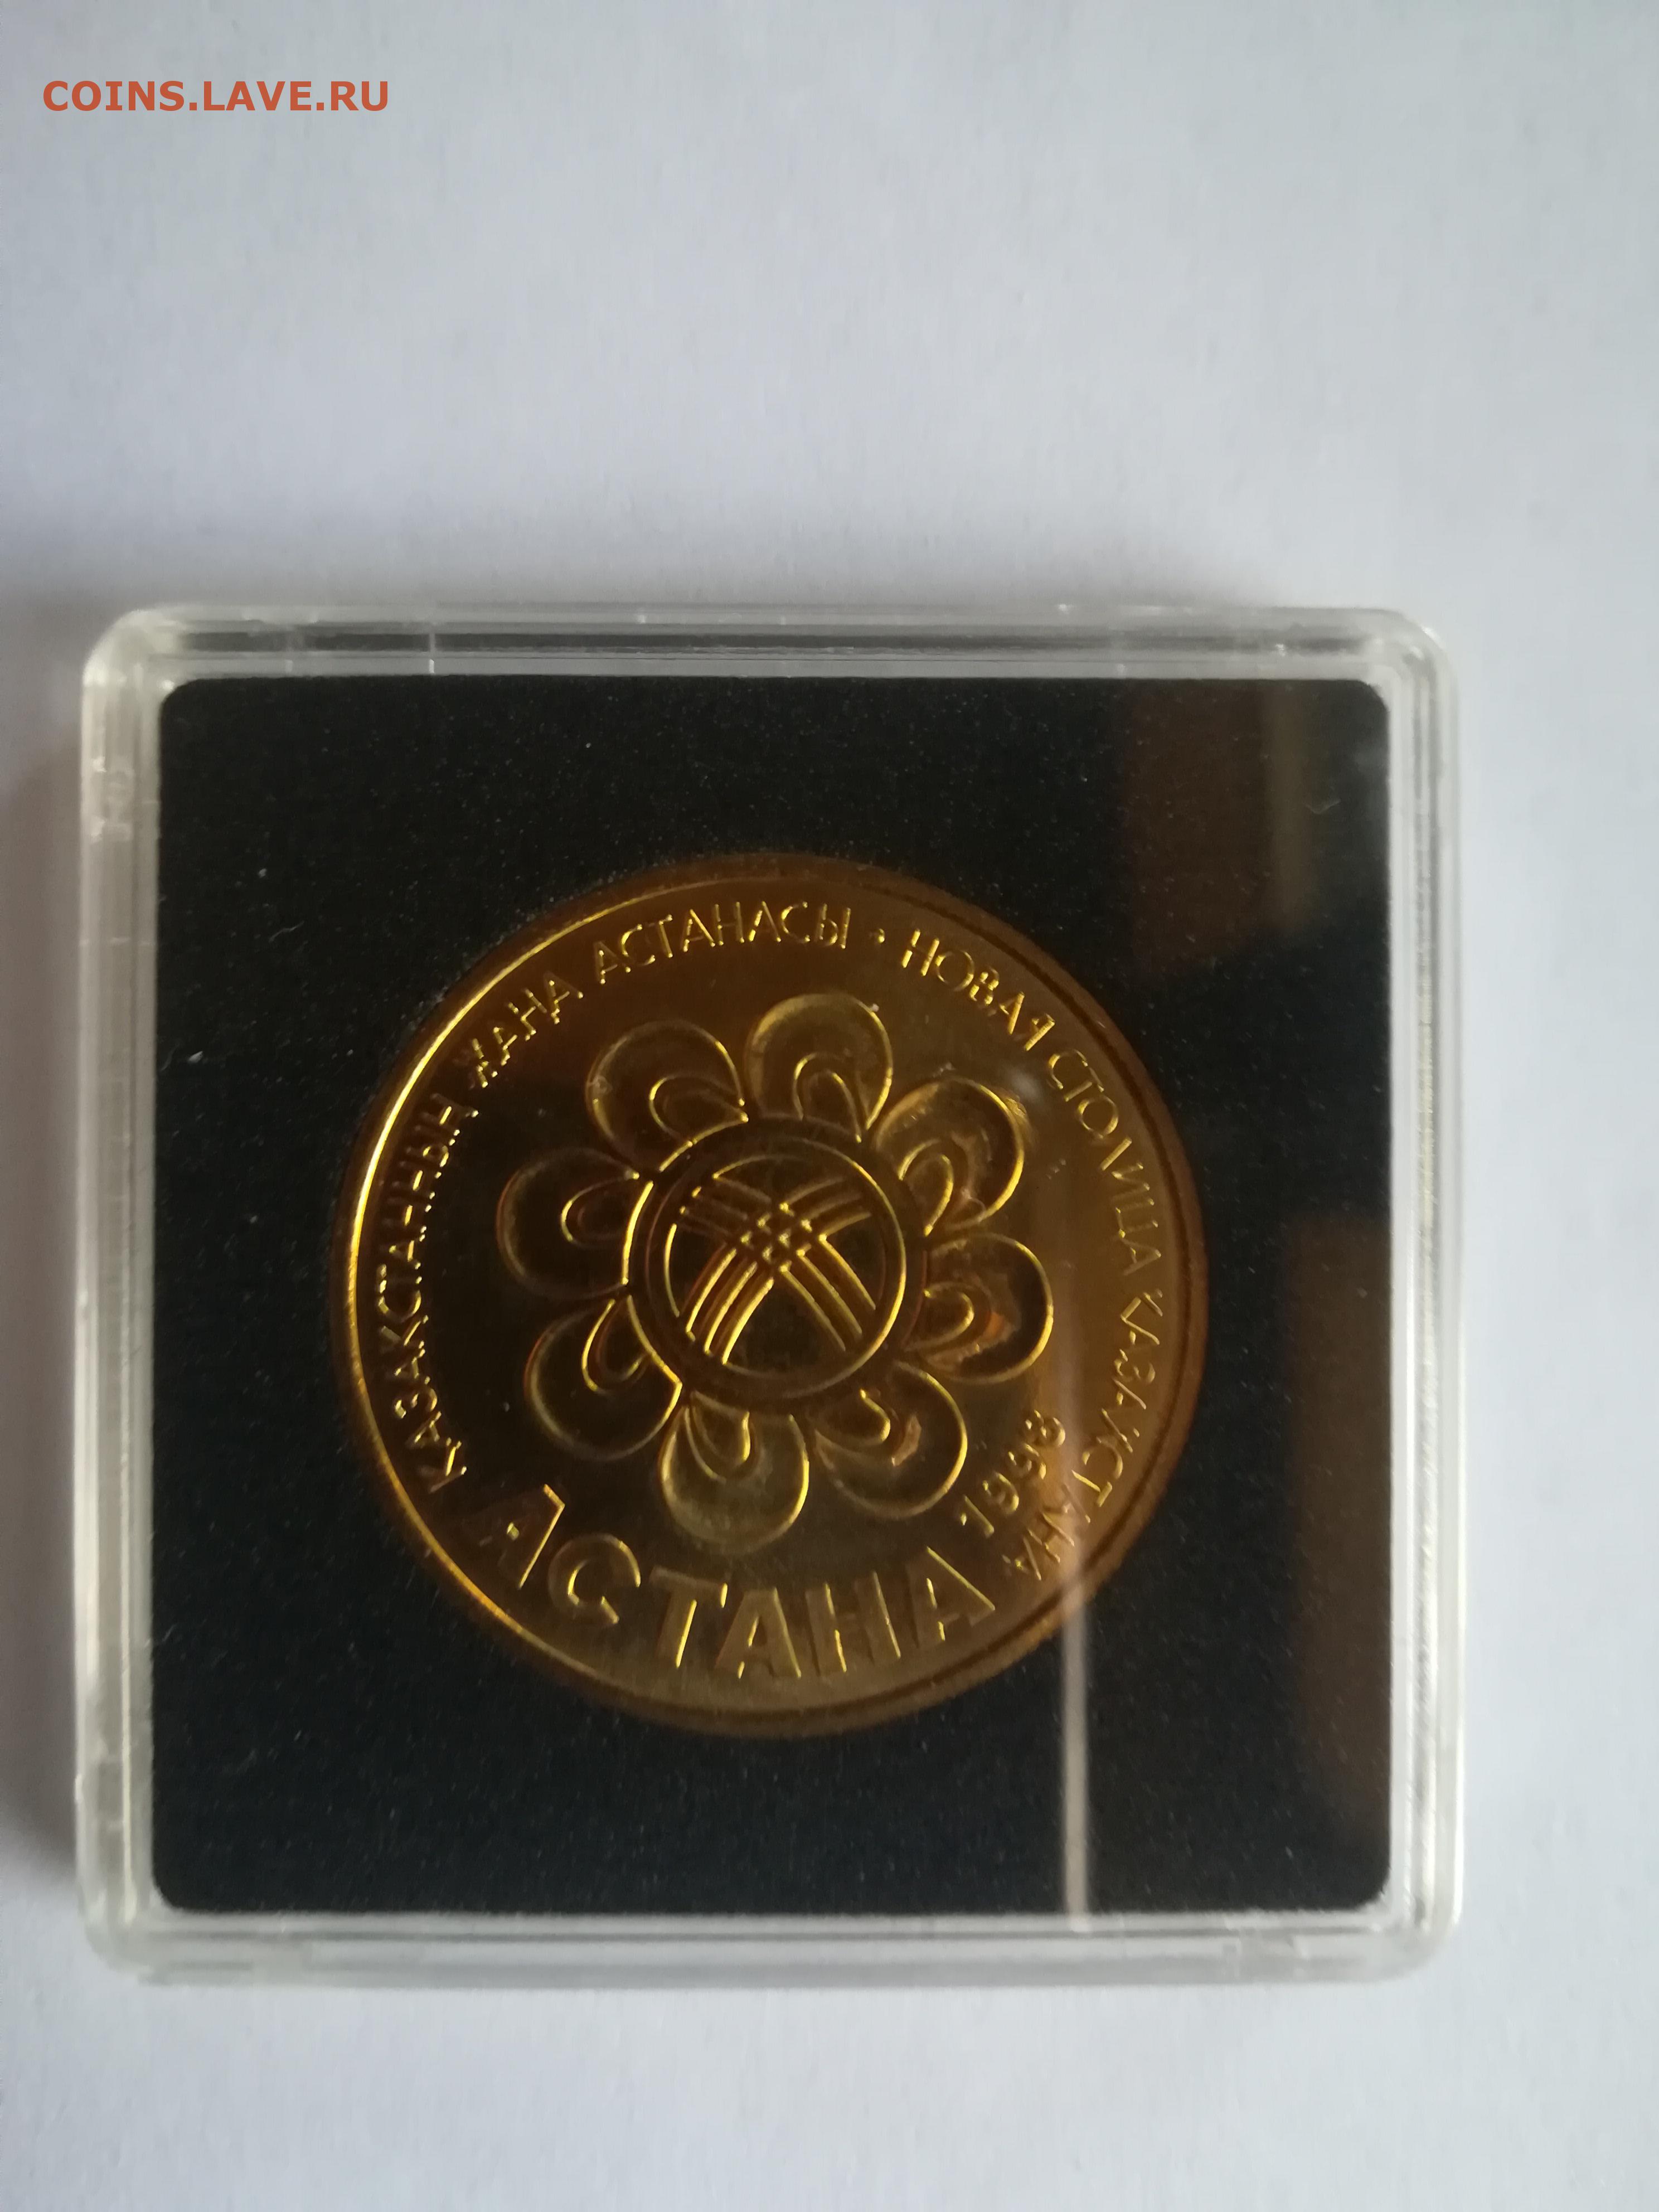 COINS.LAVE.RU
ҚАЗАҚСТАННЫҢ ЖАҢА АСТАНАСЫ • НОВАЯ СТОЛИЦА КАЗАХСТАНА
АСТАНА
1998